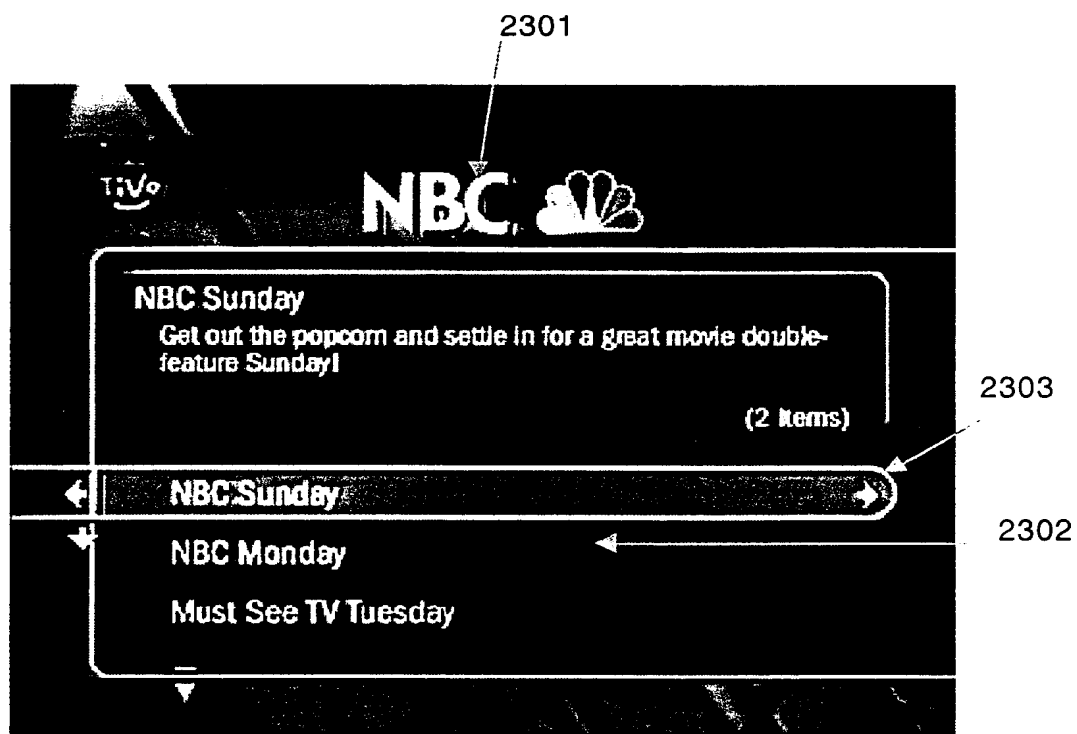 2301
TiVo
NBC
NBC Sunday
Get out the popcorn and settle in for a great movie double-
feature Sunday!
(2 items)
2303
NBC Sunday
2302
NBC Monday
Must See TV Tuesday